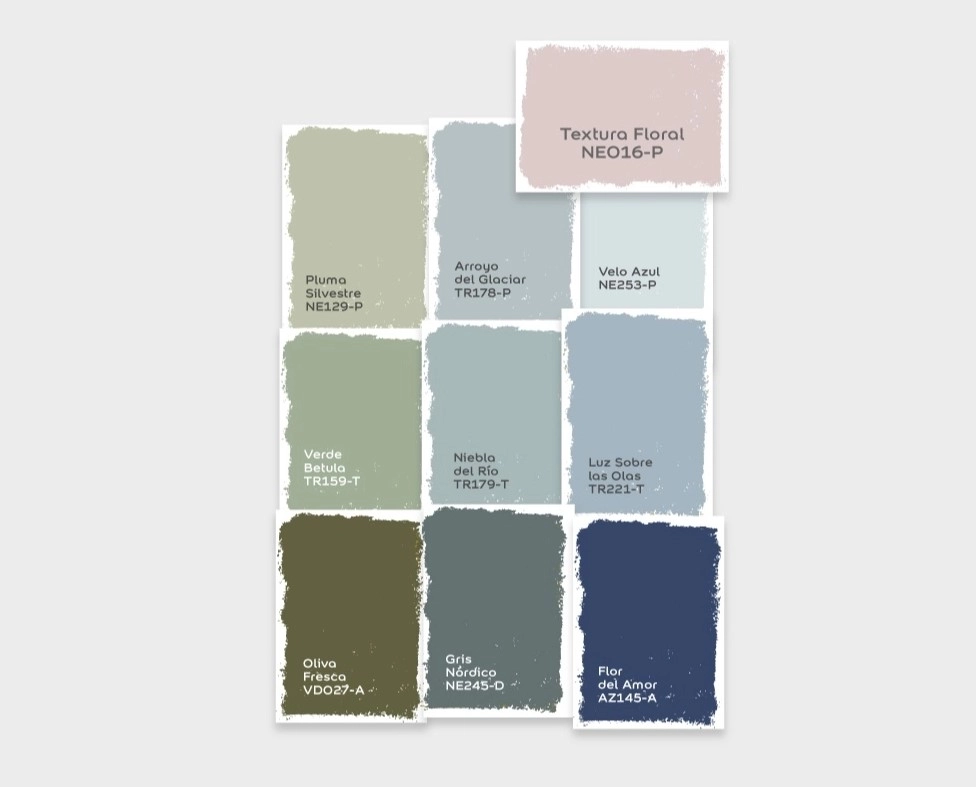 Textura Floral
NE016-P
Pluma
Silvestre
NE129-P
Arroyo
del Glaciar
TR178-P
Velo Azul
NE253-P
Verde
Betula
TR159-T
Niebla
del Río
TR179-T
Luz Sobre
las Olas
TR221-T
Oliva
Fresca
VD027-A
Gris
Nórdico
NE245-D
Flor
del Amor
AZ145-A